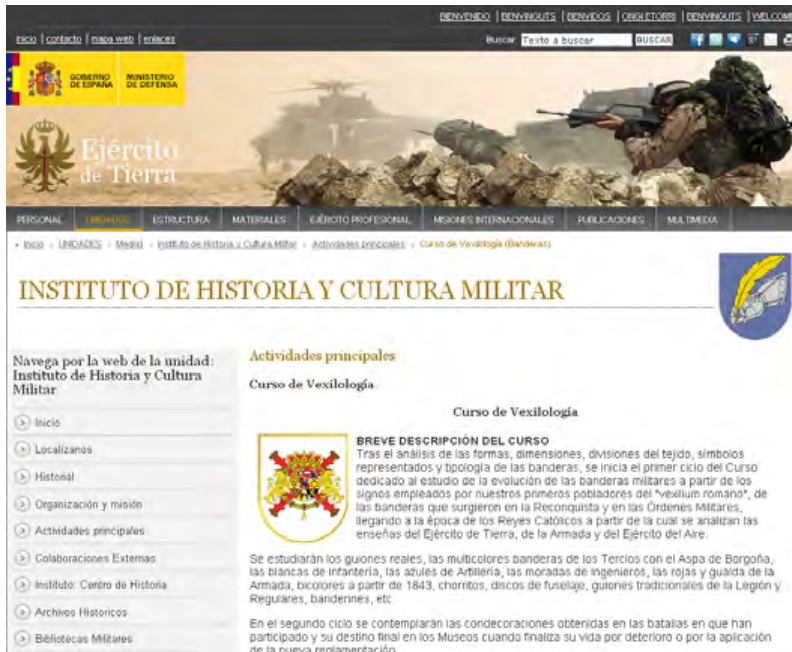 BENVENIDO | BENVINGUTS | BENVIDOS | ONGI ETORRI | BENVINGUTS | WELCOME
inicio | contacto | mapa web | enlaces
Buscar: Texto a buscar BUSCAR
GOBIERNO DE ESPAÑA
MINISTERIO DE DEFENSA
Ejército
de Tierra
PERSONAL UNIDADES ESTRUCTURA MATERIALES EJÉRCITO PROFESIONAL MISIONES INTERNACIONALES PUBLICACIONES MULTIMEDIA
Inicio > UNIDADES > Madrid > Instituto de Historia y Cultura Militar > Actividades principales > Curso de Vexilología (Banderas)
INSTITUTO DE HISTORIA Y CULTURA MILITAR
Navega por la web de la unidad:
Instituto de Historia y Cultura
Militar
Inicio
Localízanos
Historial
Organización y misión
Actividades principales
Colaboraciones Externas
Instituto: Centro de Historia
Archivos Históricos
Bibliotecas Militares
Actividades principales
Curso de Vexilología
Curso de Vexilología
BREVE DESCRIPCIÓN DEL CURSO
Tras el análisis de las formas, dimensiones, divisiones del tejido, símbolos
representados y tipología de las banderas, se inicia el primer ciclo del Curso
dedicado al estudio de la evolución de las banderas militares a partir de los
signos empleados por nuestros primeros pobladores del "vexilium romano", de
las banderas que surgieron en la Reconquista y en las Órdenes Militares,
llegando a la época de los Reyes Católicos a partir de la cual se analizan las
enseñas del Ejército de Tierra, de la Armada y del Ejército del Aire.
Se estudiarán los guiones reales, las multicolores banderas de los Tercios con el Aspa de Borgoña,
las blancas de Infantería, las azules de Artillería, las moradas de Ingenieros, las rojas y gualda de la
Armada, bicolores a partir de 1843, chorritos, discos de fuselaje, guiones tradicionales de la Legión y
Regulares, banderines, etc.
En el segundo ciclo se contemplarán las condecoraciones obtenidas en las batallas en que han
participado y su destino final en los Museos cuando finaliza su vida por deterioro o por la aplicación
de la nueva reglamentación.